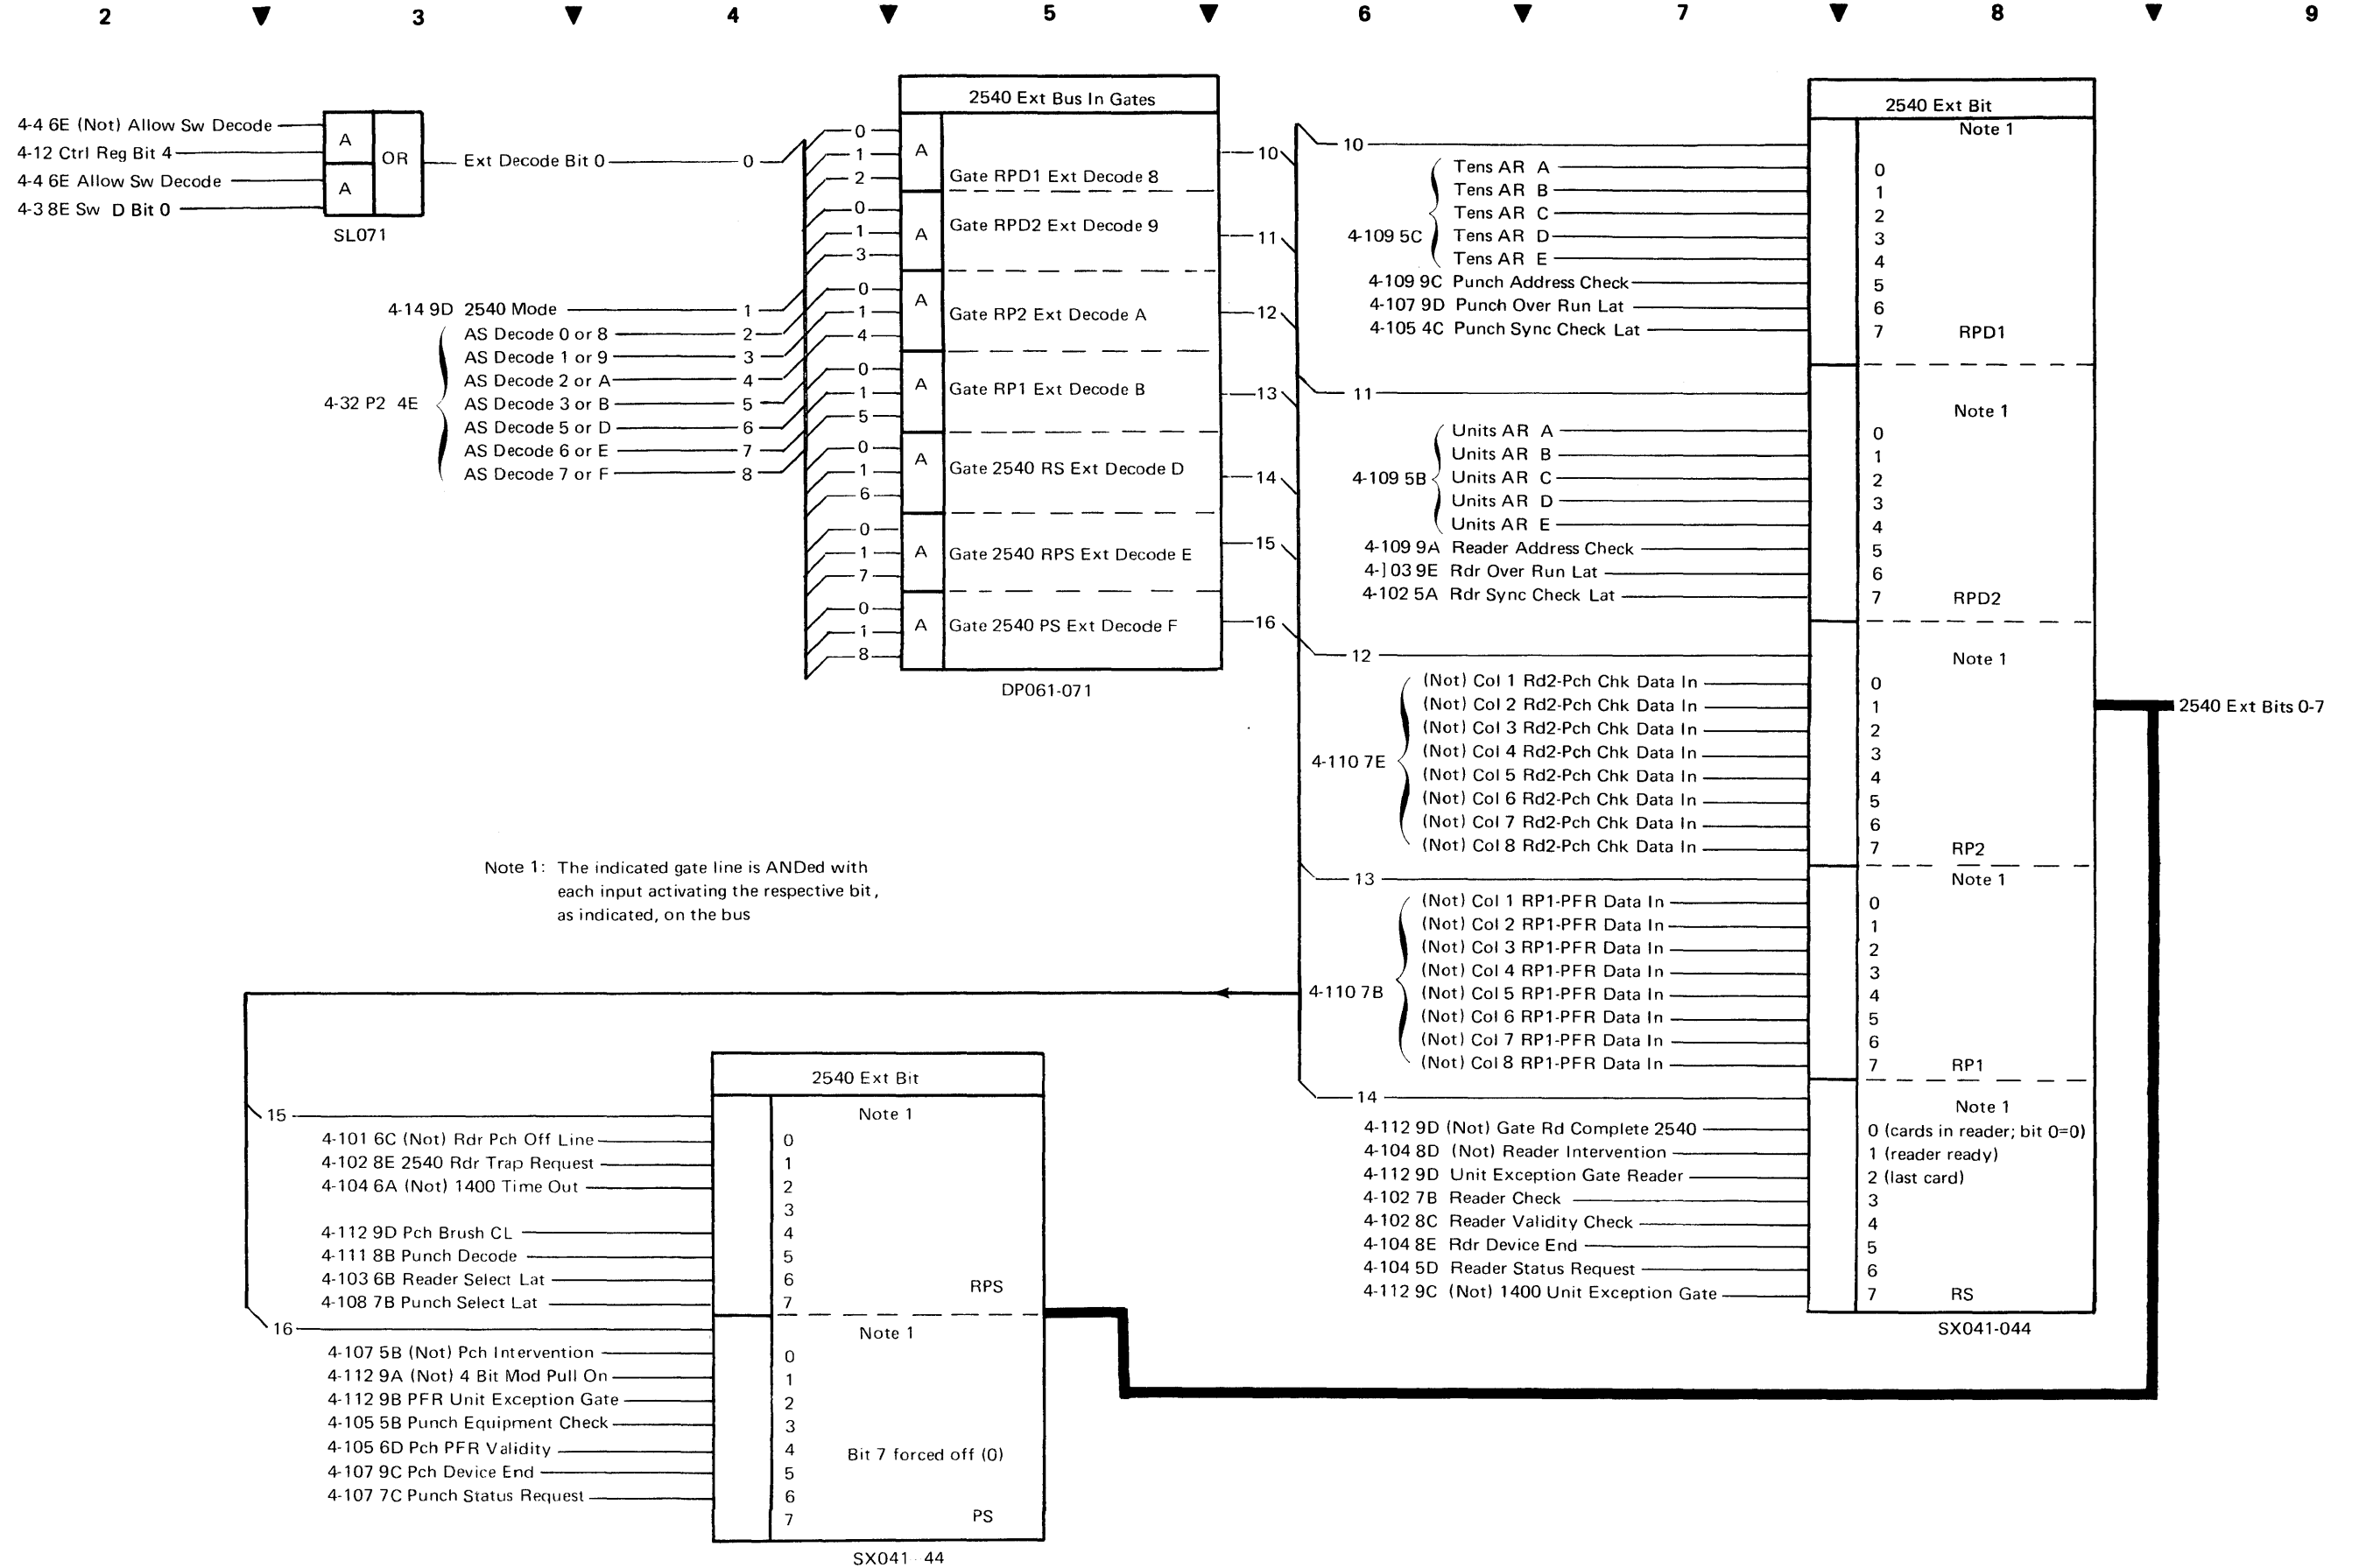 2 3 4 5 6 7 8 9
4-4 6E (Not) Allow Sw Decode
4-12 Ctrl Reg Bit 4
4-4 6E Allow Sw Decode
4-3 8E Sw D Bit 0
A
A
OR
SL071
Ext Decode Bit 0 0
4-14 9D 2540 Mode 1
4-32 P2 4E
AS Decode 0 or 8 2
AS Decode 1 or 9 3
AS Decode 2 or A 4
AS Decode 3 or B 5
AS Decode 5 or D 6
AS Decode 6 or E 7
AS Decode 7 or F 8
2540 Ext Bus In Gates
0
1
2
A
Gate RPD1 Ext Decode 8
10
0
1
3
A
Gate RPD2 Ext Decode 9
11
0
1
4
A
Gate RP2 Ext Decode A
12
0
1
5
A
Gate RP1 Ext Decode B
13
0
1
6
A
Gate 2540 RS Ext Decode D
14
0
1
7
A
Gate 2540 RPS Ext Decode E
15
0
1
8
A
Gate 2540 PS Ext Decode F
16
DP061-071
2540 Ext Bit
10
Note 1
4-109 5C
Tens AR A 0
Tens AR B 1
Tens AR C 2
Tens AR D 3
Tens AR E 4
4-109 9C Punch Address Check 5
4-107 9D Punch Over Run Lat 6
4-105 4C Punch Sync Check Lat 7 RPD1
11
Note 1
4-109 5B
Units AR A 0
Units AR B 1
Units AR C 2
Units AR D 3
Units AR E 4
4-109 9A Reader Address Check 5
4-103 9E Rdr Over Run Lat 6
4-102 5A Rdr Sync Check Lat 7 RPD2
12
Note 1
4-110 7E
(Not) Col 1 Rd2-Pch Chk Data In 0
(Not) Col 2 Rd2-Pch Chk Data In 1
(Not) Col 3 Rd2-Pch Chk Data In 2
(Not) Col 4 Rd2-Pch Chk Data In 3
(Not) Col 5 Rd2-Pch Chk Data In 4
(Not) Col 6 Rd2-Pch Chk Data In 5
(Not) Col 7 Rd2-Pch Chk Data In 6
(Not) Col 8 Rd2-Pch Chk Data In 7 RP2
13
Note 1
4-110 7B
(Not) Col 1 RP1-PFR Data In 0
(Not) Col 2 RP1-PFR Data In 1
(Not) Col 3 RP1-PFR Data In 2
(Not) Col 4 RP1-PFR Data In 3
(Not) Col 5 RP1-PFR Data In 4
(Not) Col 6 RP1-PFR Data In 5
(Not) Col 7 RP1-PFR Data In 6
(Not) Col 8 RP1-PFR Data In 7 RP1
14
Note 1
4-112 9D (Not) Gate Rd Complete 2540 0 (cards in reader; bit 0=0)
4-104 8D (Not) Reader Intervention 1 (reader ready)
4-112 9D Unit Exception Gate Reader 2 (last card)
4-102 7B Reader Check 3
4-102 8C Reader Validity Check 4
4-104 8E Rdr Device End 5
4-104 5D Reader Status Request 6
4-112 9C (Not) 1400 Unit Exception Gate 7 RS
SX041-044
2540 Ext Bits 0-7
Note 1: The indicated gate line is ANDed with
each input activating the respective bit,
as indicated, on the bus
2540 Ext Bit
15
Note 1
4-101 6C (Not) Rdr Pch Off Line 0
4-102 8E 2540 Rdr Trap Request 1
4-104 6A (Not) 1400 Time Out 2
3
4-112 9D Pch Brush CL 4
4-111 8B Punch Decode 5
4-103 6B Reader Select Lat 6 RPS
4-108 7B Punch Select Lat 7
16
Note 1
4-107 5B (Not) Pch Intervention 0
4-112 9A (Not) 4 Bit Mod Pull On 1
4-112 9B PFR Unit Exception Gate 2
4-105 5B Punch Equipment Check 3
4-105 6D Pch PFR Validity 4 Bit 7 forced off (0)
4-107 9C Pch Device End 5
4-107 7C Punch Status Request 6
7 PS
SX041 44